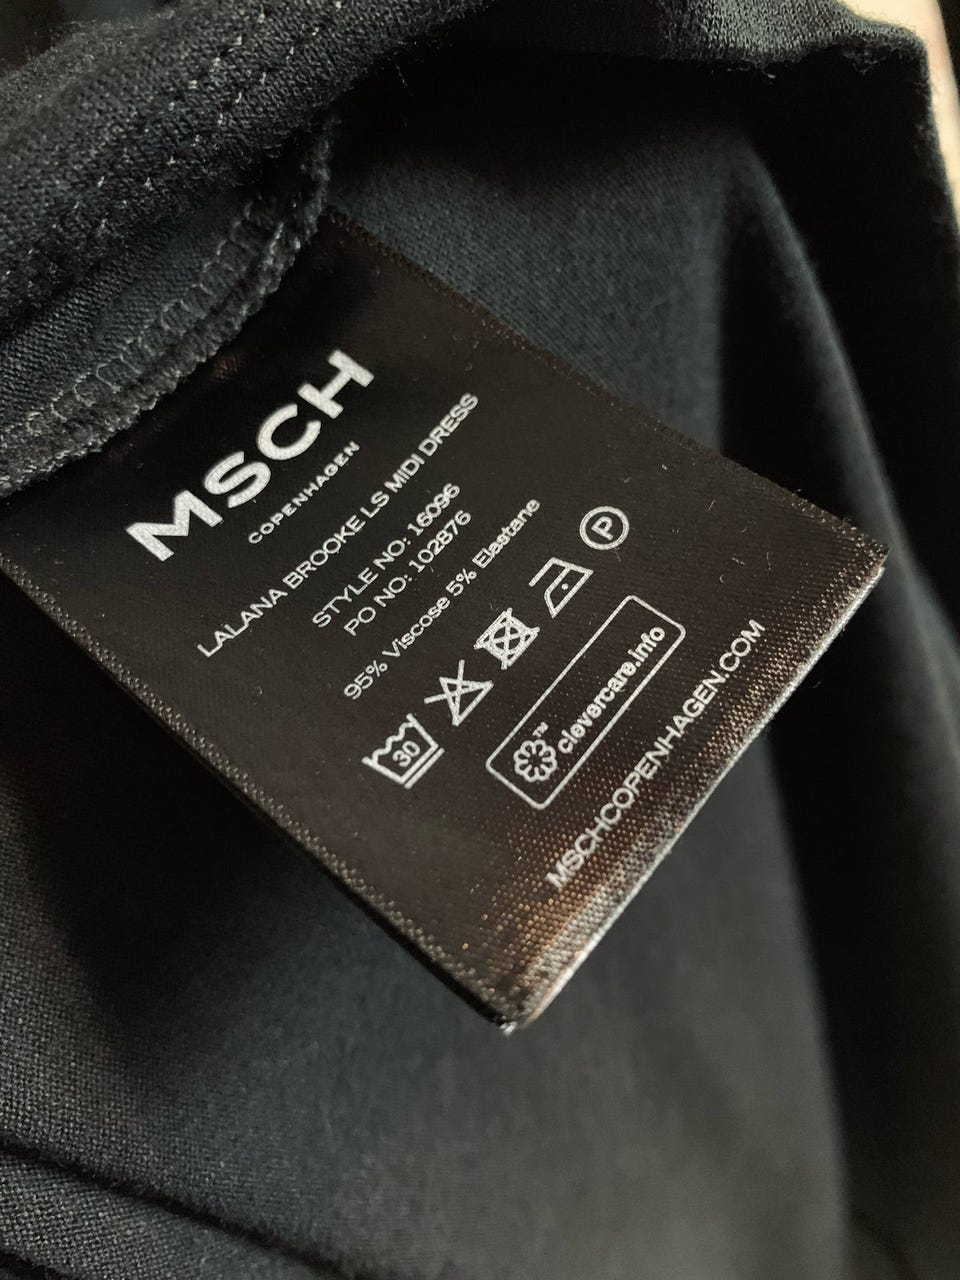 MSCH
COPENHAGEN
LALANA BROOKE LS MIDI DRESS
STYLE NO: 16096
PO NO: 102876
95% Viscose 5% Elastane
30
P
clevercare.info
TM
MSCHCOPENHAGEN.COM